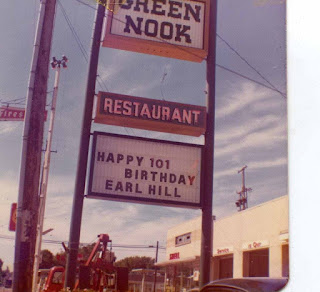 GREEN
NOOK
RESTAURANT
HAPPY 101
BIRTHDAY
EARL HILL